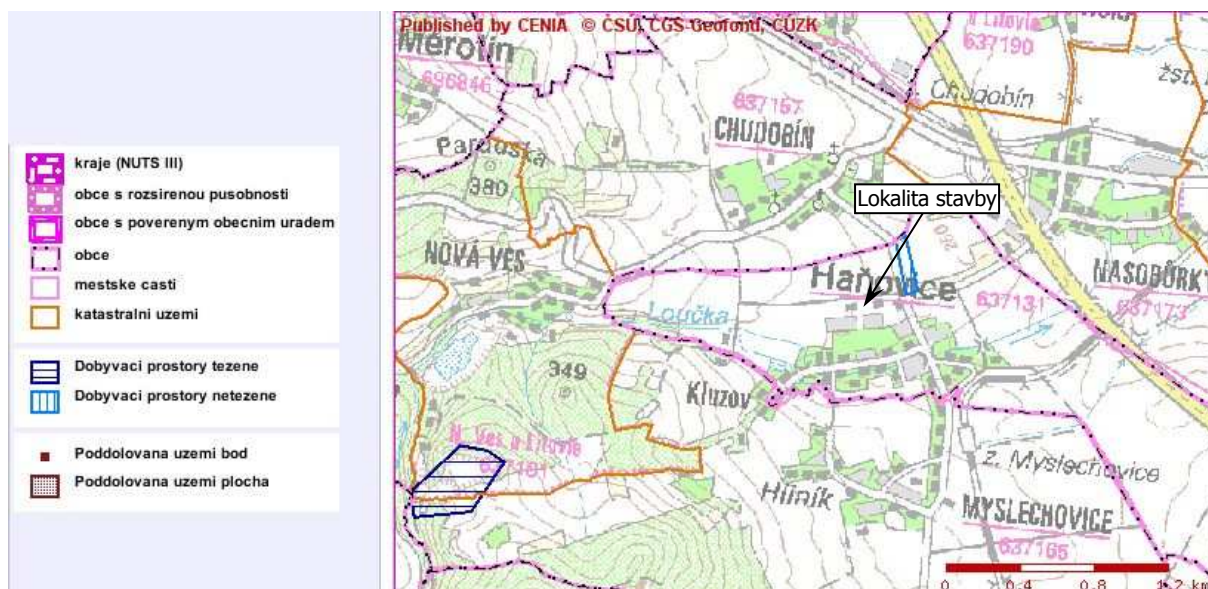 kraje (NUTS III)
obce s rozsirenou pusobnosti
obce s poverenym obecnim uradem
obce
mestske casti
katastralni uzemi
Dobyvaci prostory tezene
Dobyvaci prostory netezene
Poddolovana uzemi bod
Poddolovana uzemi plocha
Published by CENIA © CSU, CGS-Geofond, CUZK
Měrotín
696846
637190
Chudobín
637157
CHUDOBÍN
Parduska
380
Lokalita stavby
NOVÁ VES
Haňovice
637131
NASOBŮRKY
637173
Loučka
349
Kluzov
N. Ves u Litovle
637161
z. Myslechovice
Hliník
MYSLECHOVICE
637165
0 0.4 0.8 1.2 km